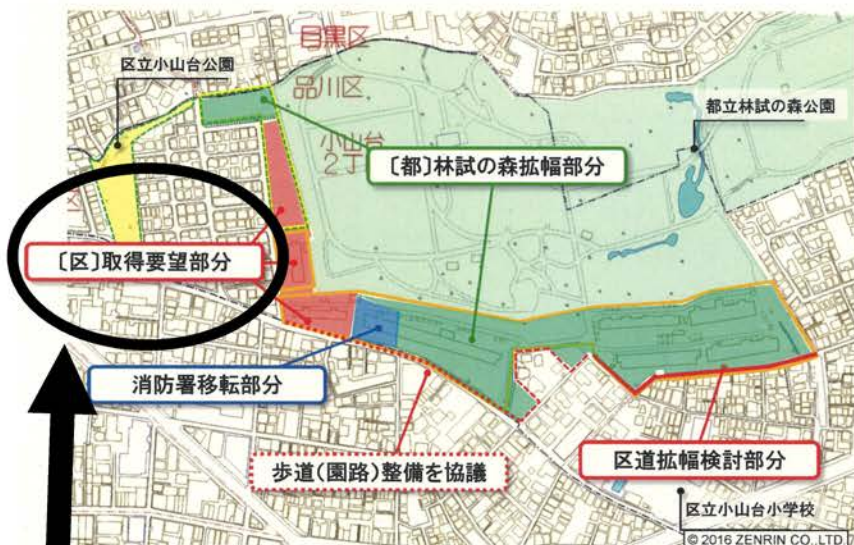 目黒区
区立小山台公園
品川区
都立林試の森公園
小山台
2丁
〔都〕林試の森拡幅部分
区
〔区〕取得要望部分
消防署移転部分
歩道(園路)整備を協議
区道拡幅検討部分
区立小山台小学校
© 2016 ZENRIN CO.,LTD.